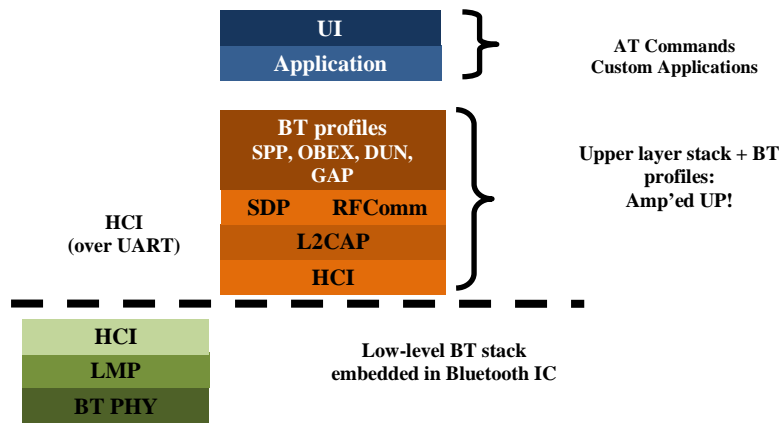 UI
Application
AT Commands
Custom Applications
BT profiles
SPP, OBEX, DUN,
GAP
SDP RFComm
L2CAP
HCI
Upper layer stack + BT
profiles:
Amp'ed UP!
HCI
(over UART)
HCI
LMP
BT PHY
Low-level BT stack
embedded in Bluetooth IC